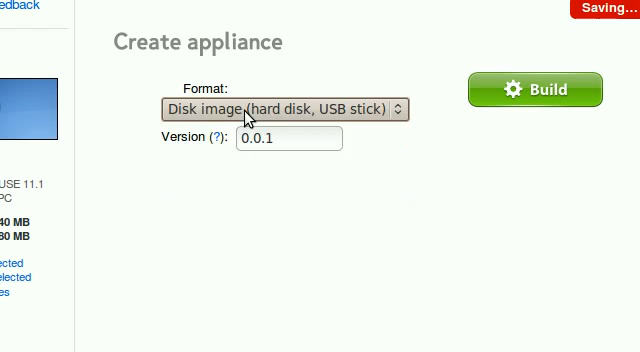 edback
Saving...
Create appliance
Format:
Disk image (hard disk, USB stick)
Build
Version (?): 0.0.1
USE 11.1
PC
40 MB
80 MB
ected
elected
es